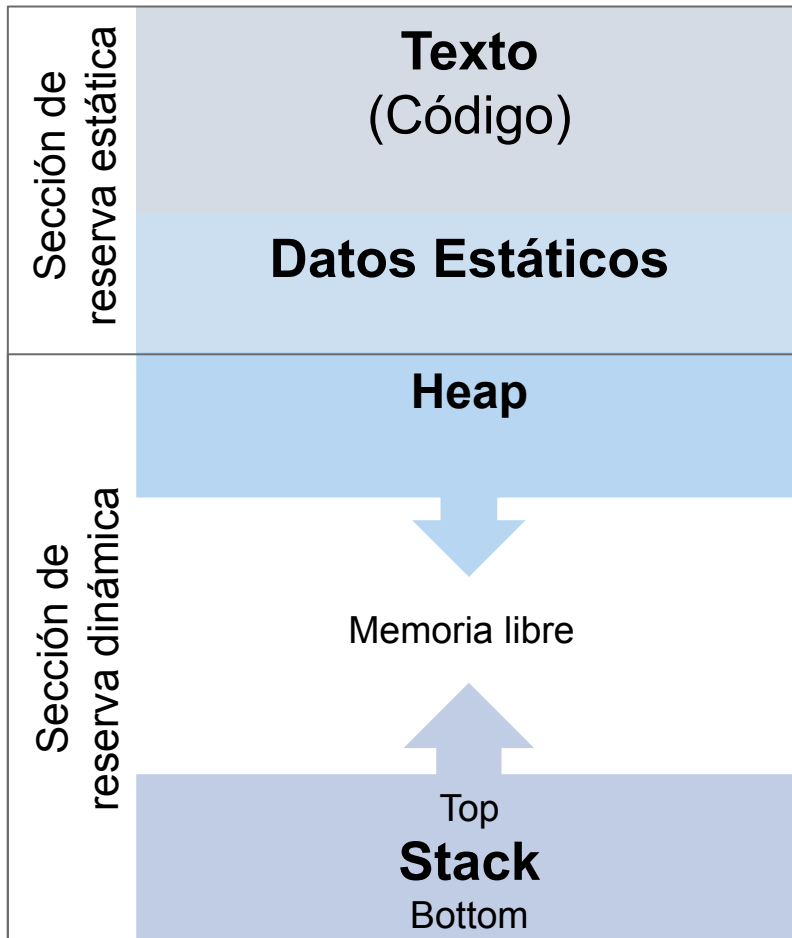 Sección de
reserva estática
Texto
(Código)
Datos Estáticos
Sección de
reserva dinámica
Heap
Memoria libre
Top
Stack
Bottom